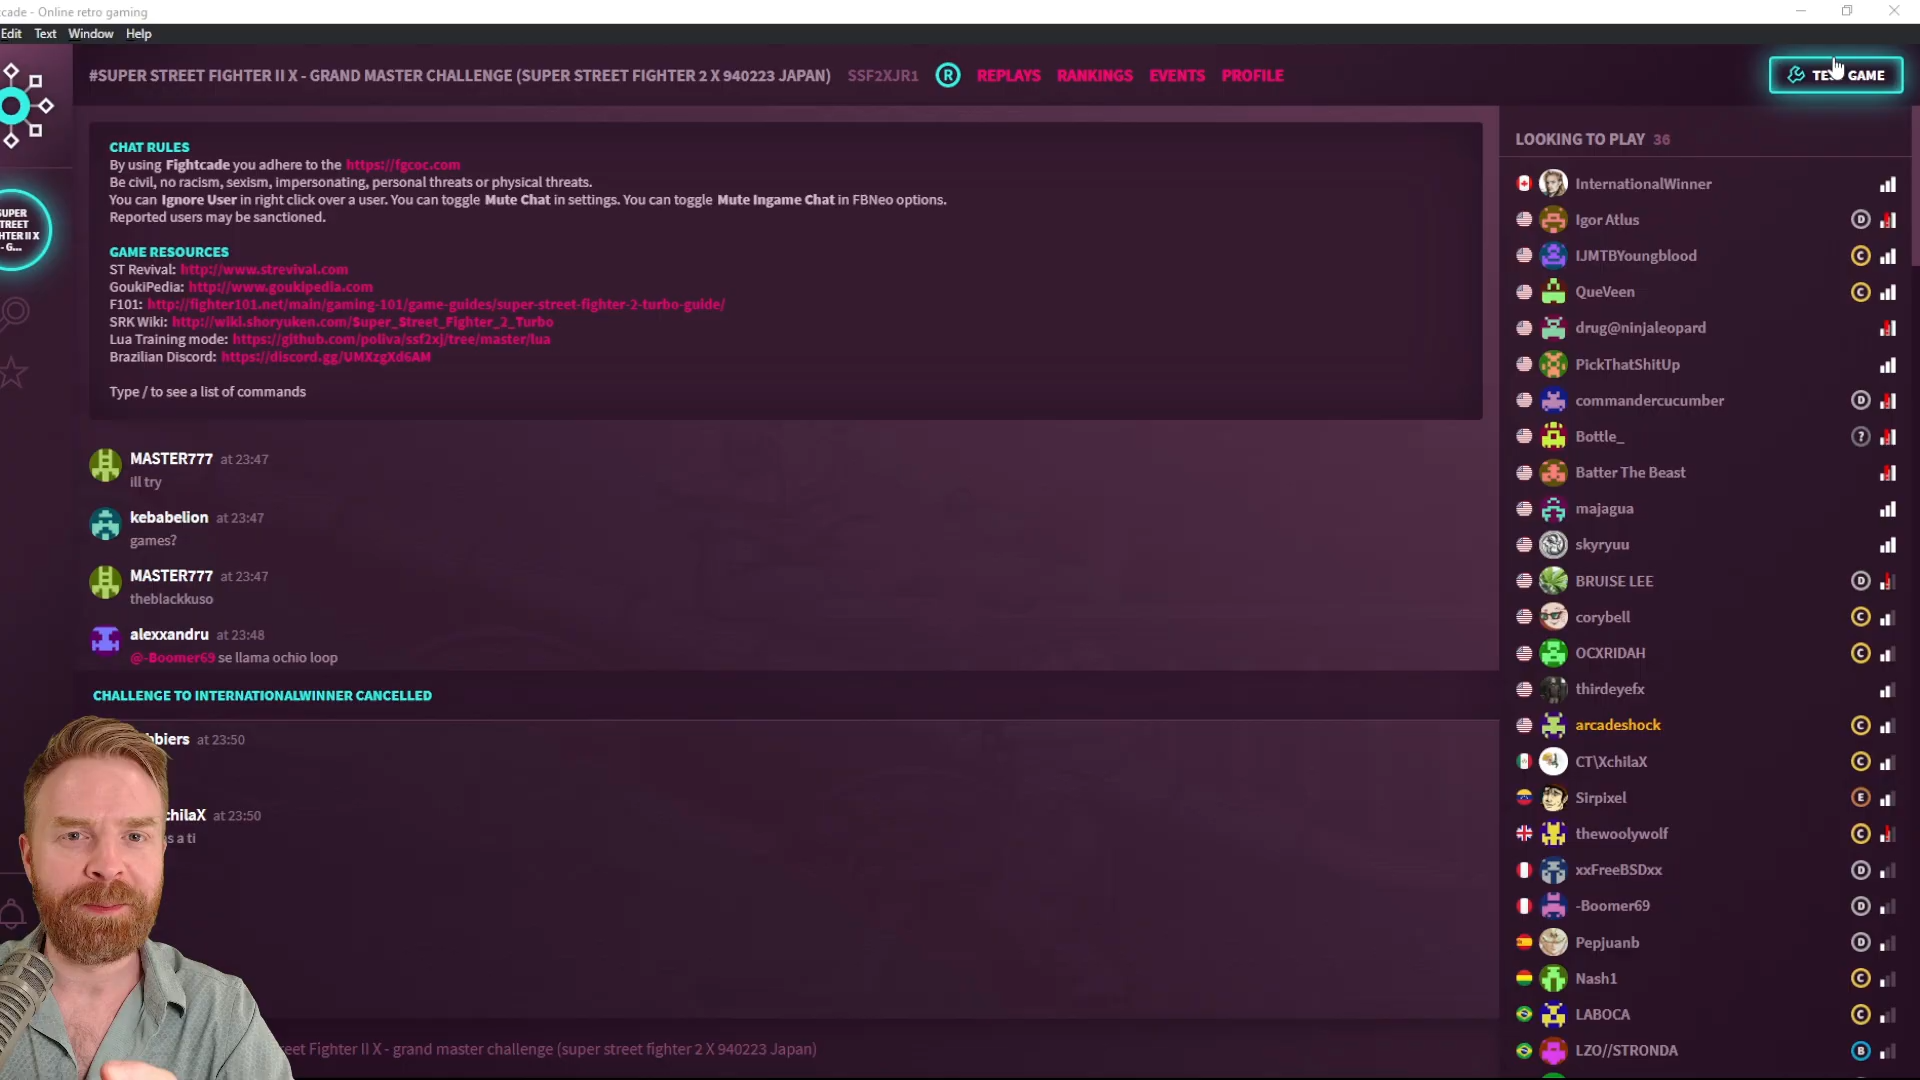 cade - Online retro gaming
Edit Text Window Help
#SUPER STREET FIGHTER II X - GRAND MASTER CHALLENGE (SUPER STREET FIGHTER 2 X 940223 JAPAN) SSF2XJR1 R REPLAYS RANKINGS EVENTS PROFILE
GAME
SUPER
STREET
HTER II X
- G...
CHAT RULES
By using Fightcade you adhere to the https://fgcoc.com
Be civil, no racism, sexism, impersonating, personal threats or physical threats.
You can Ignore User in right click over a user. You can toggle Mute Chat in settings. You can toggle Mute Ingame Chat in FBNeo options.
Reported users may be sanctioned.
GAME RESOURCES
ST Revival: http://www.strevival.com
GoukiPedia: http://www.goukipedia.com
F101: http://fighter101.net/main/gaming-101/game-guides/super-street-fighter-2-turbo-guide/
SRK Wiki: http://wiki.shoryuken.com/Super_Street_Fighter_2_Turbo
Lua Training mode: https://github.com/poliva/ssf2xj/tree/master/lua
Brazilian Discord: https://discord.gg/UMXzgXd6AM
Type / to see a list of commands
MASTER777 at 23:47
ill try
kebabelion at 23:47
games?
MASTER777 at 23:47
theblackkuso
alexxandru at 23:48
@-Boomer69 se llama ochio loop
CHALLENGE TO INTERNATIONALWINNER CANCELLED
bbiers at 23:50
chilaX at 23:50
s a ti
eet Fighter II X - grand master challenge (super street fighter 2 X 940223 Japan)
LOOKING TO PLAY 36
InternationalWinner
Igor Atlus D
IJMTBYoungblood C
QueVeen C
drug@ninjaleopard
PickThatShitUp
commandercucumber D
Bottle_ ?
Batter The Beast
majagua
skyryuu
BRUISE LEE D
corybell C
OCXRIDAH C
thirdeyefx
arcadeshock C
CT\XchilaX C
Sirpixel E
thewoolywolf C
xxFreeBSDxx D
-Boomer69 D
Pepjuanb D
Nash1 C
LABOCA C
LZO//STRONDA B